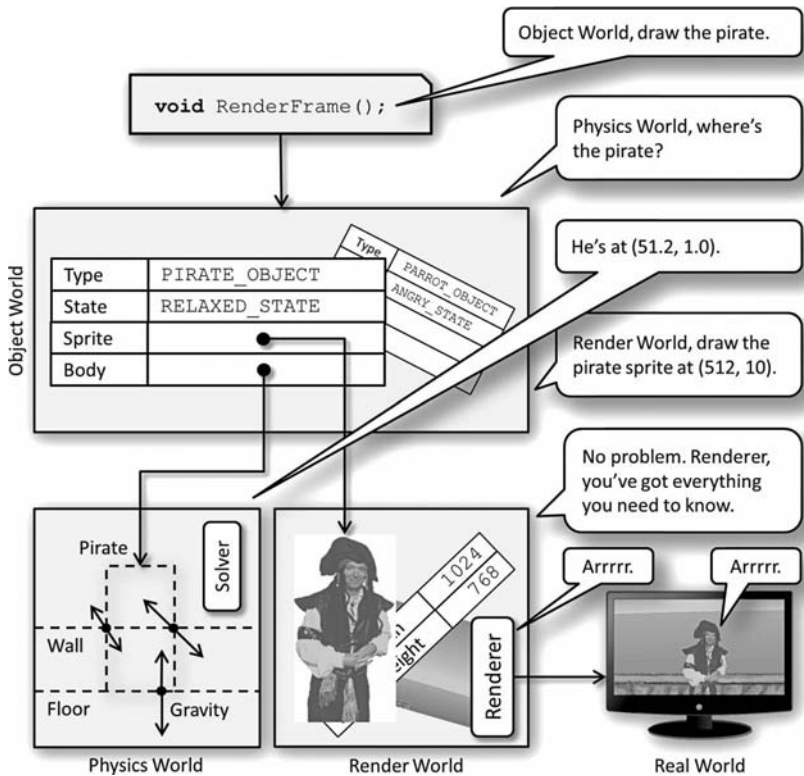 Object World, draw the pirate.
void RenderFrame();
Physics World, where's
the pirate?
Object World
Type PIRATE_OBJECT
State RELAXED_STATE
Sprite
Body
Type PARROT_OBJECT
ANGRY_STATE
He's at (51.2, 1.0).
Render World, draw the
pirate sprite at (512, 10).
No problem. Renderer,
you've got everything
you need to know.
Pirate
Solver
Wall
Floor
Gravity
1024
768
Renderer
Arrrrr.
Arrrrr.
Physics World
Render World
Real World